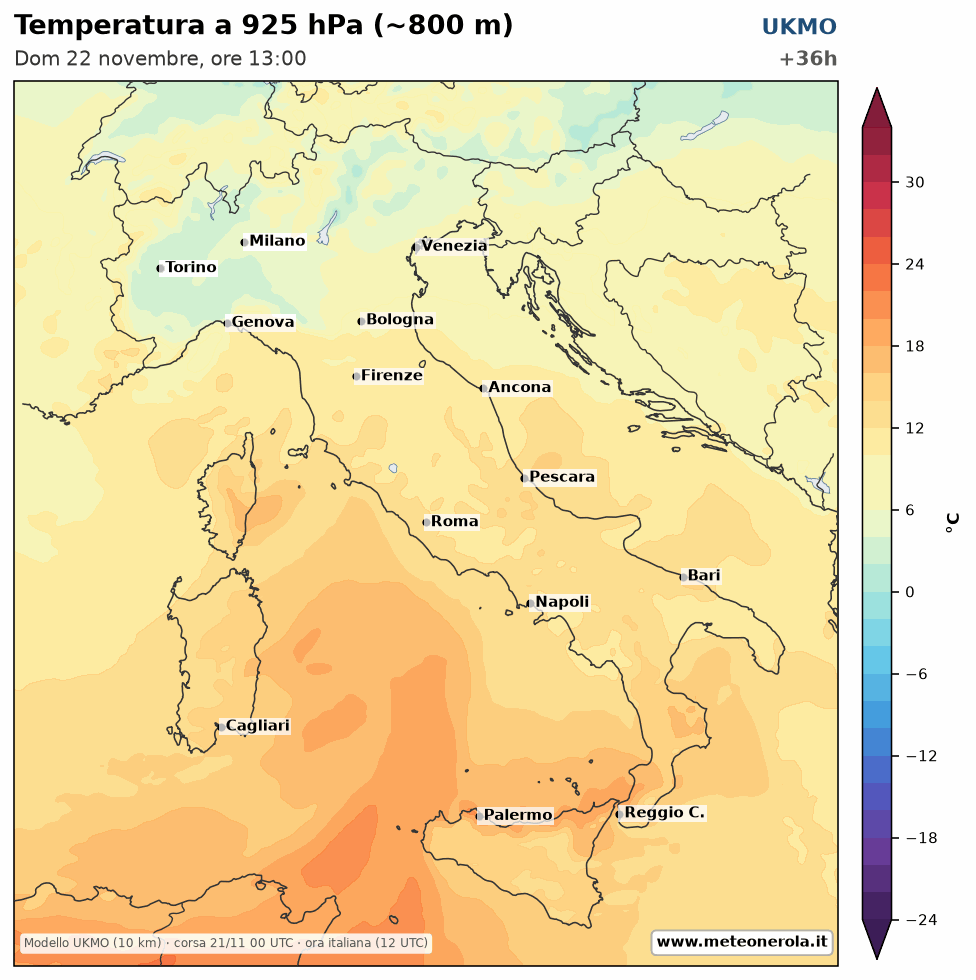 Temperatura a 925 hPa (~800 m)
UKMO
Dom 22 novembre, ore 13:00
+36h
Milano
Torino
Venezia
Genova
Bologna
Firenze
Ancona
Pescara
Roma
Bari
Napoli
Cagliari
Palermo
Reggio C.
30
24
18
12
6
0
−6
−12
−18
−24
°C
Modello UKMO (10 km) · corsa 21/11 00 UTC · ora italiana (12 UTC)
www.meteonerola.it